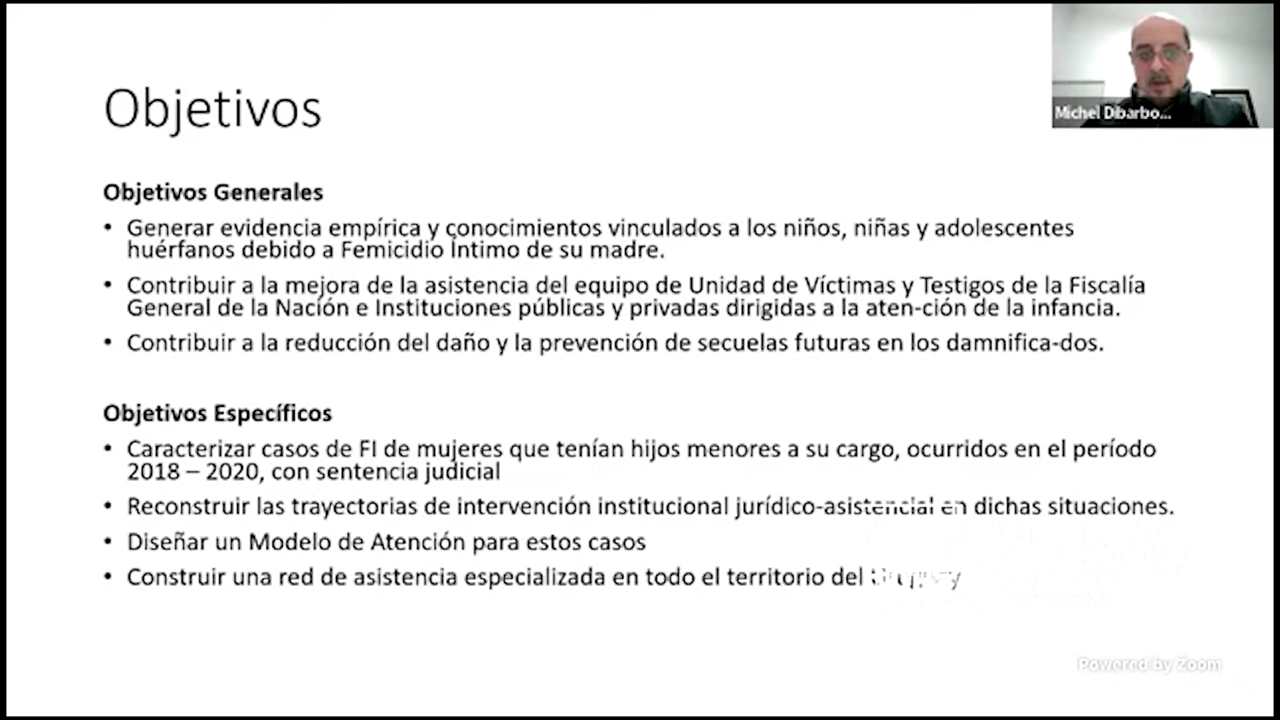 Objetivos
Michel Dibarbo...
Objetivos Generales
• Generar evidencia empírica y conocimientos vinculados a los niños, niñas y adolescentes
huérfanos debido a Femicidio Íntimo de su madre.
• Contribuir a la mejora de la asistencia del equipo de Unidad de Víctimas y Testigos de la Fiscalía
General de la Nación e Instituciones públicas y privadas dirigidas a la aten-ción de la infancia.
• Contribuir a la reducción del daño y la prevención de secuelas futuras en los damnifica-dos.
Objetivos Específicos
• Caracterizar casos de FI de mujeres que tenían hijos menores a su cargo, ocurridos en el período
2018 – 2020, con sentencia judicial
• Reconstruir las trayectorias de intervención institucional jurídico-asistencial en dichas situaciones.
• Diseñar un Modelo de Atención para estos casos
• Construir una red de asistencia especializada en todo el territorio del
Powered by Zoom